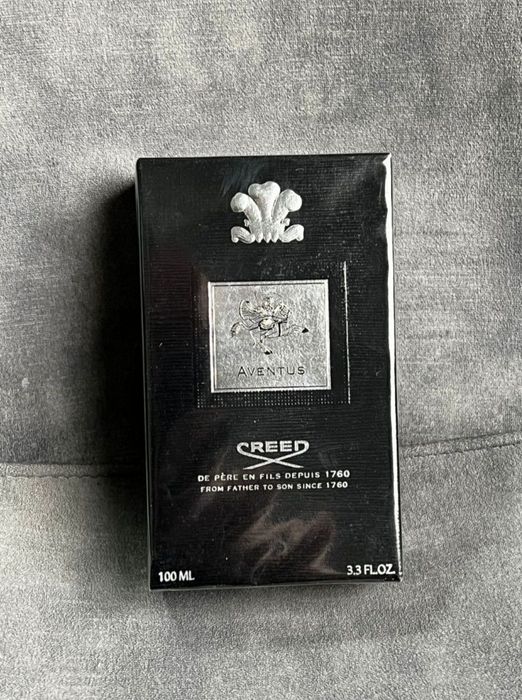 AVENTUS
CREED
DE PÈRE EN FILS DEPUIS 1760
FROM FATHER TO SON SINCE 1760
100 ML
3.3 FL.OZ.